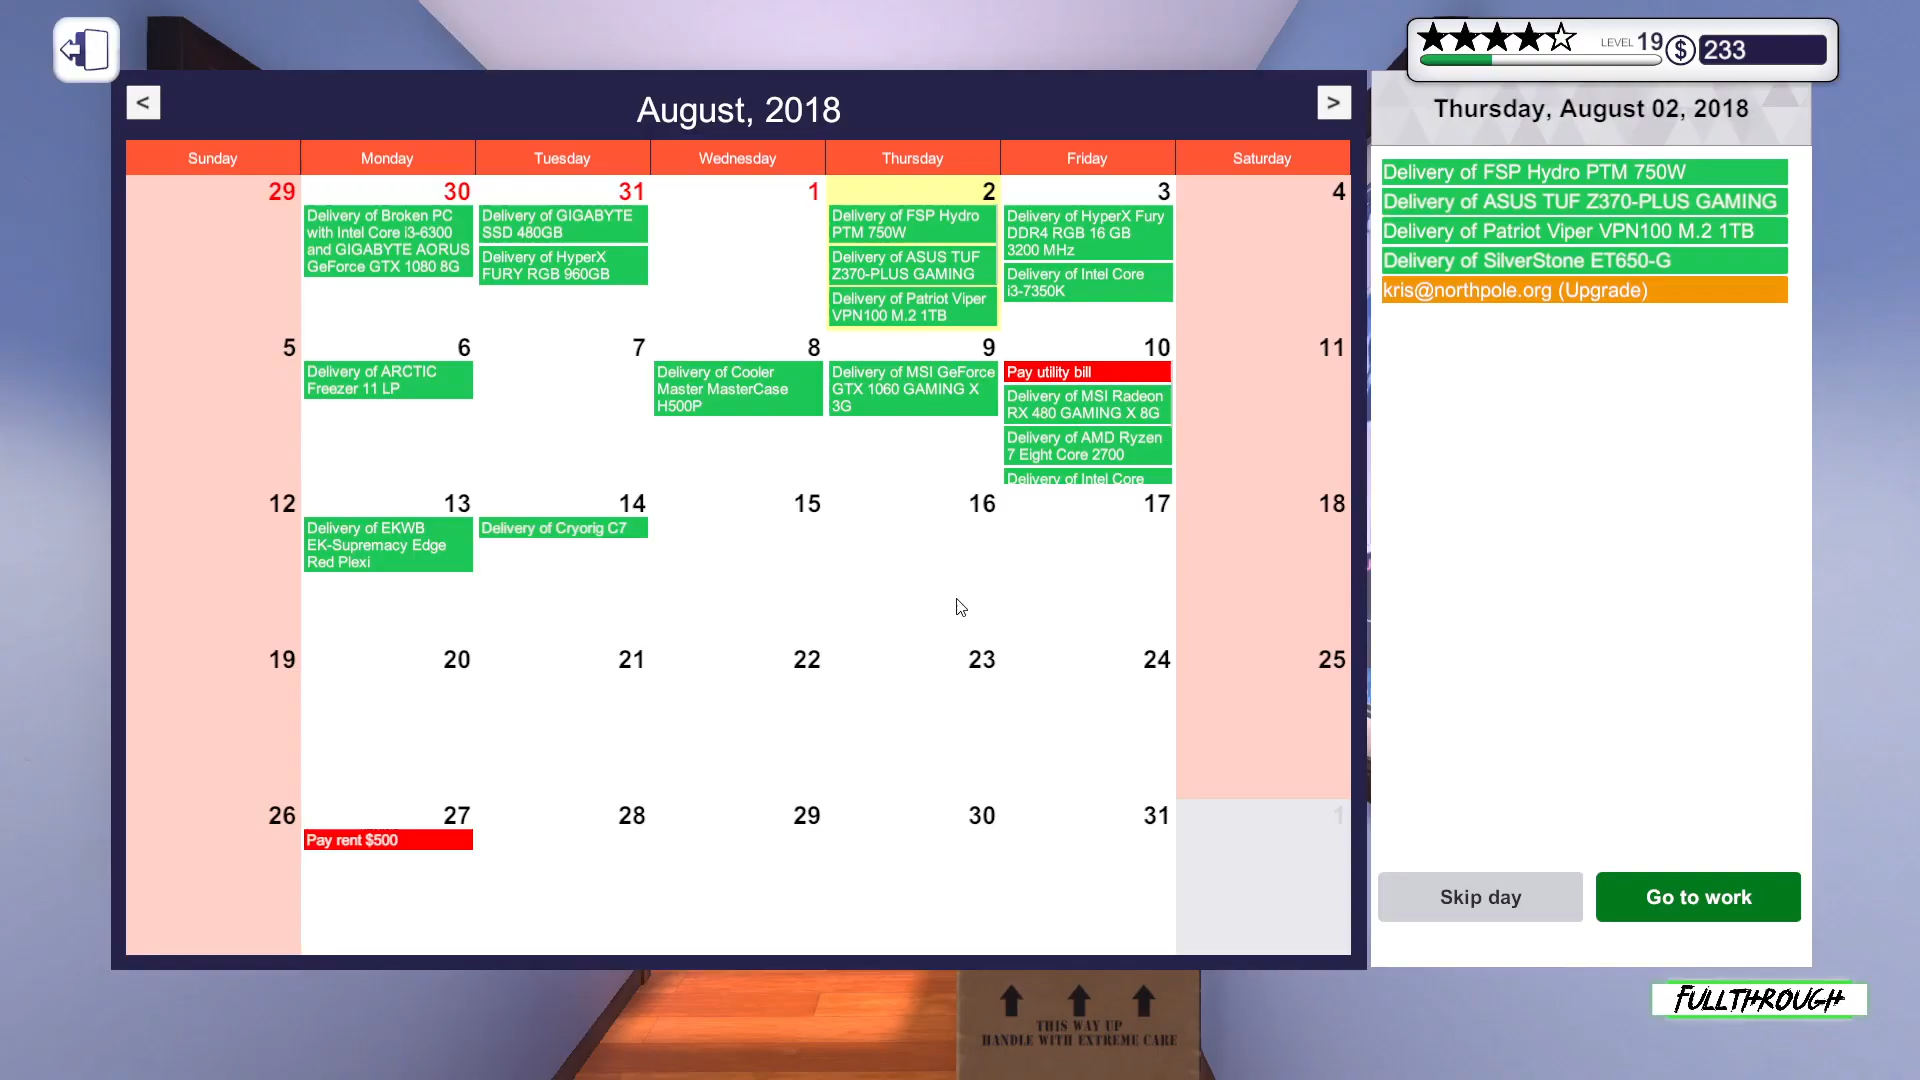 LEVEL 19
$ 233
<
August, 2018
>
Thursday, August 02, 2018
Sunday
Monday
Tuesday
Wednesday
Thursday
Friday
Saturday
29
30
Delivery of Broken PC
with Intel Core i3-6300
and GIGABYTE AORUS
GeForce GTX 1080 8G
31
Delivery of GIGABYTE
SSD 480GB
Delivery of HyperX
FURY RGB 960GB
1
2
Delivery of FSP Hydro
PTM 750W
Delivery of ASUS TUF
Z370-PLUS GAMING
Delivery of Patriot Viper
VPN100 M.2 1TB
3
Delivery of HyperX Fury
DDR4 RGB 16 GB
3200 MHz
Delivery of Intel Core
i3-7350K
4
5
6
Delivery of ARCTIC
Freezer 11 LP
7
8
Delivery of Cooler
Master MasterCase
H500P
9
Delivery of MSI GeForce
GTX 1060 GAMING X
3G
10
Pay utility bill
Delivery of MSI Radeon
RX 480 GAMING X 8G
Delivery of AMD Ryzen
7 Eight Core 2700
Delivery of Intel Core
11
12
13
Delivery of EKWB
EK-Supremacy Edge
Red Plexi
14
Delivery of Cryorig C7
15
16
17
18
19
20
21
22
23
24
25
26
27
Pay rent $500
28
29
30
31
1
Delivery of FSP Hydro PTM 750W
Delivery of ASUS TUF Z370-PLUS GAMING
Delivery of Patriot Viper VPN100 M.2 1TB
Delivery of SilverStone ET650-G
kris@northpole.org (Upgrade)
Skip day
Go to work
THIS WAY UP
HANDLE WITH EXTREME CARE
FULLTHROUGH